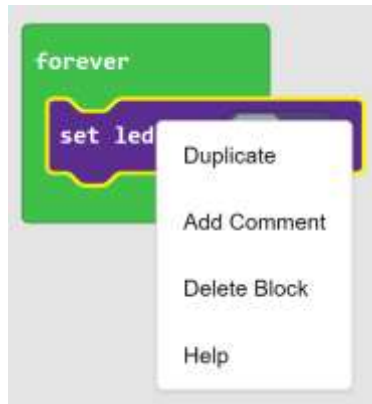 forever
set led
Duplicate
Add Comment
Delete Block
Help